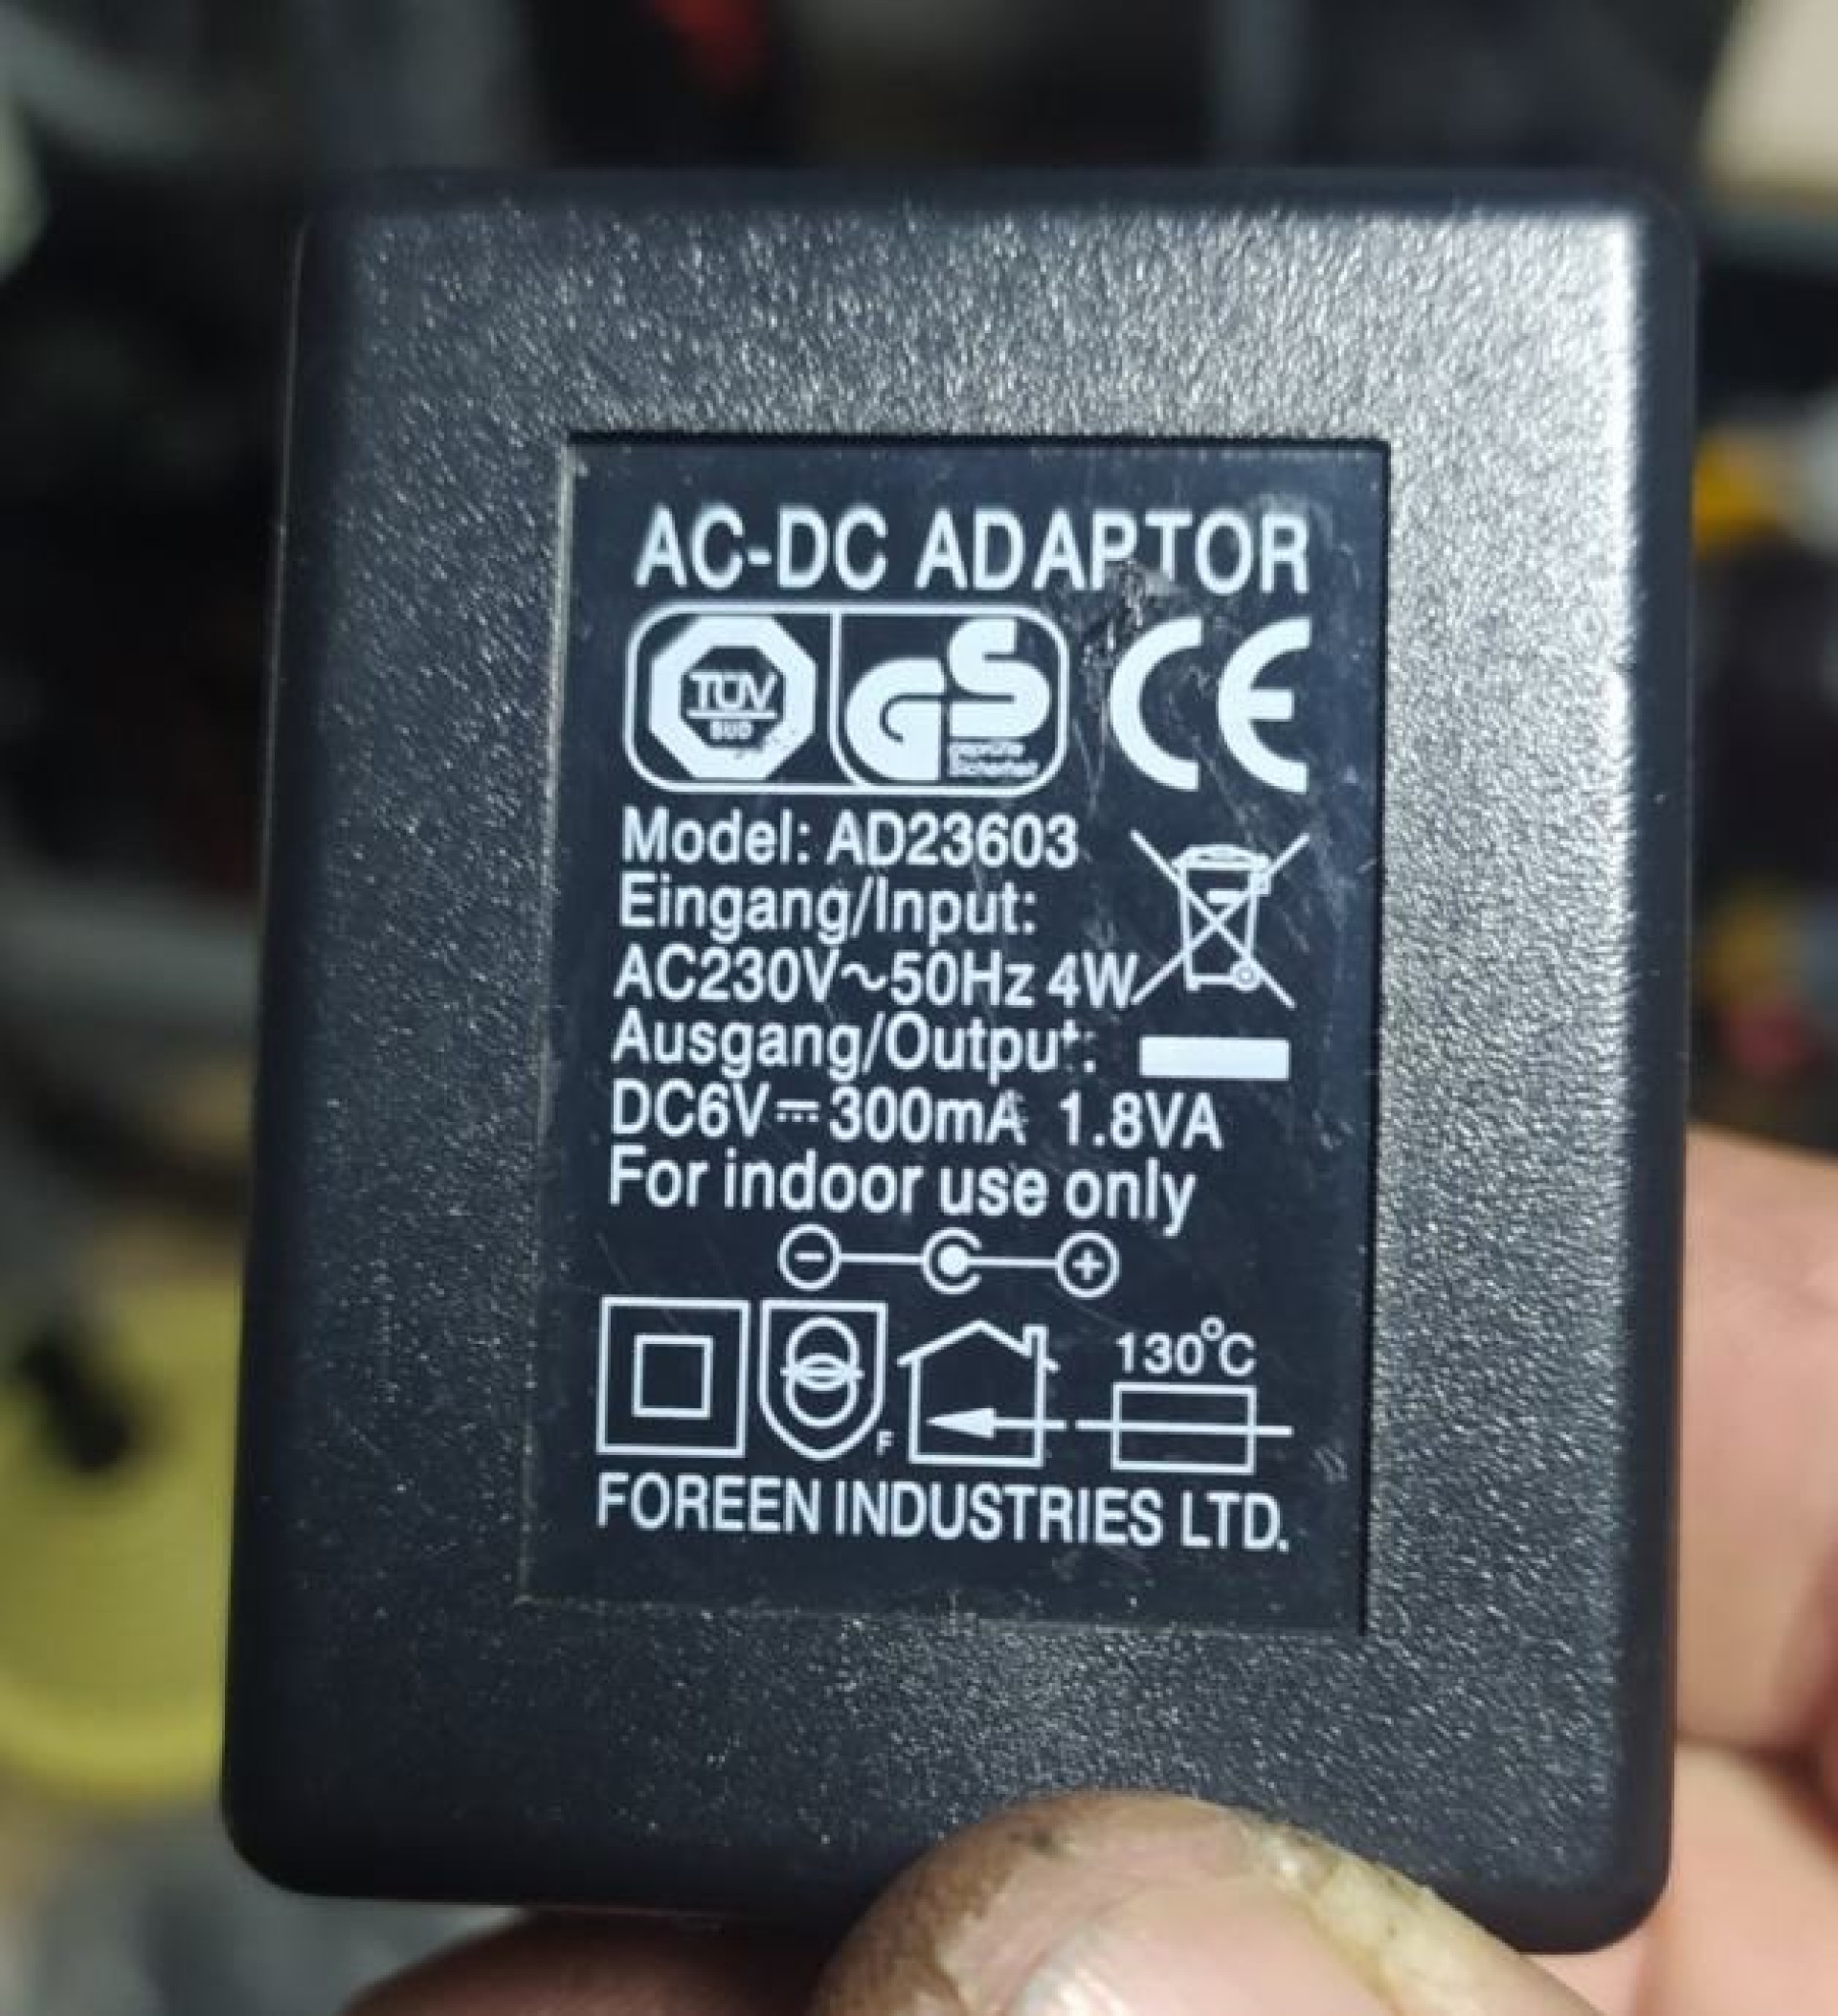 AC-DC ADAPTOR
TÜV
SÜD
GS
geprüfte
Sicherheit
CE
Model: AD23603
Eingang/Input:
AC230V~50Hz 4W
Ausgang/Output:
DC6V⎓300mA 1.8VA
For indoor use only
130°C
F
FOREEN INDUSTRIES LTD.